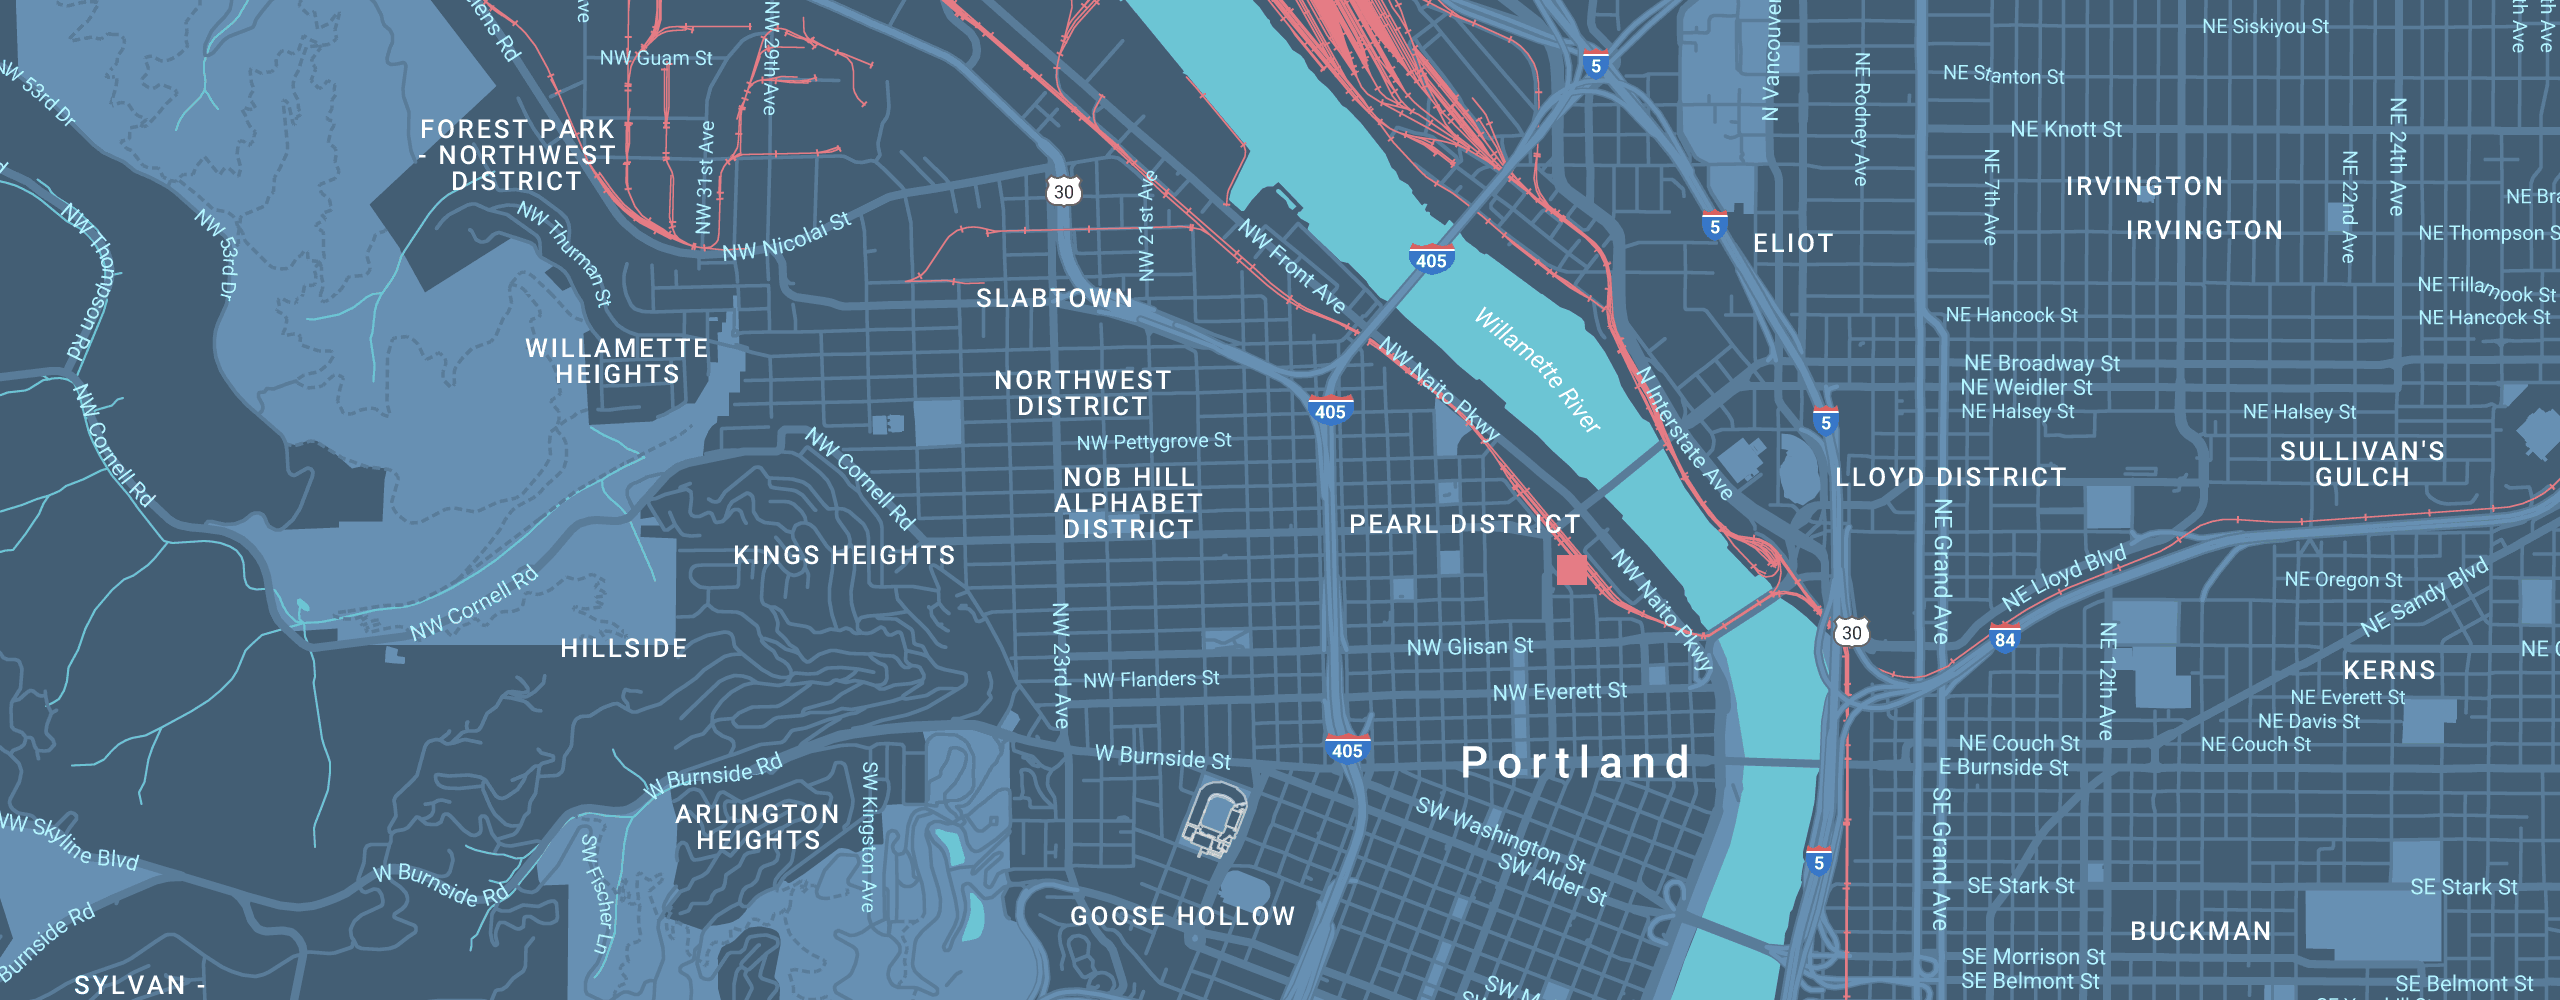 NE Siskiyou St
NW Guam St
NW 29th Ave
NE Stanton St
NW 53rd Dr
NE Rodney Ave
5
NE Knott St
NE 24th Ave
FOREST PARK
- NORTHWEST
DISTRICT
NW 31st Ave
NE 7th Ave
NE 22nd Ave
IRVINGTON
IRVINGTON
30
NW 21st Ave
NW Thompson Rd
NW 53rd Dr
NW Thurman St
NW Nicolai St
NW Front Ave
405
5
ELIOT
NE Thompson S
SLABTOWN
NE Tillamook St
NE Hancock St
NE Hancock St
Willamette River
WILLAMETTE
HEIGHTS
NE Broadway St
NE Weidler St
NE Halsey St
NE Halsey St
NORTHWEST
DISTRICT
NW Naito Pkwy
N Interstate Ave
405
5
NW Cornell Rd
NW Cornell Rd
NW Pettygrove St
SULLIVAN'S
GULCH
NOB HILL
ALPHABET
DISTRICT
LLOYD DISTRICT
PEARL DISTRICT
KINGS HEIGHTS
NE Grand Ave
NE Lloyd Blvd
NE Oregon St
NE Sandy Blvd
NW Cornell Rd
NW Naito Pkwy
HILLSIDE
NW 23rd Ave
NW Glisan St
30
84
NE 12th Ave
KERNS
NW Flanders St
NW Everett St
NE Everett St
NE Davis St
NE Couch St
NE Couch St
405
W Burnside St
Portland
E Burnside St
W Burnside Rd
ARLINGTON
HEIGHTS
SW Kingston Ave
SW Washington St
SW Alder St
SE Grand Ave
5
NW Skyline Blvd
W Burnside Rd
SW Fischer Ln
SE Stark St
SE Stark St
GOOSE HOLLOW
BUCKMAN
Burnside Rd
SE Morrison St
SE Belmont St
SE Belmont St
SYLVAN -
SW M